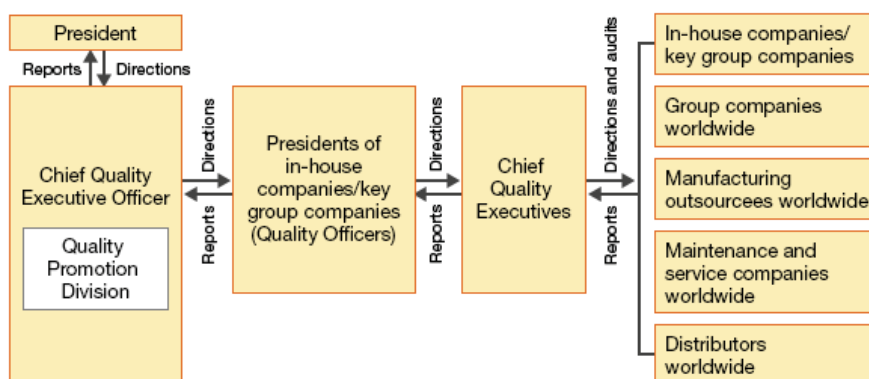 President
Reports
Directions
Chief Quality
Executive Officer
Quality
Promotion
Division
Directions
Reports
Presidents of
in-house
companies/key
group companies
(Quality Officers)
Directions
Reports
Chief
Quality
Executives
Directions and audits
Reports
In-house companies/
key group companies
Group companies
worldwide
Manufacturing
outsourcees worldwide
Maintenance and
service companies
worldwide
Distributors
worldwide